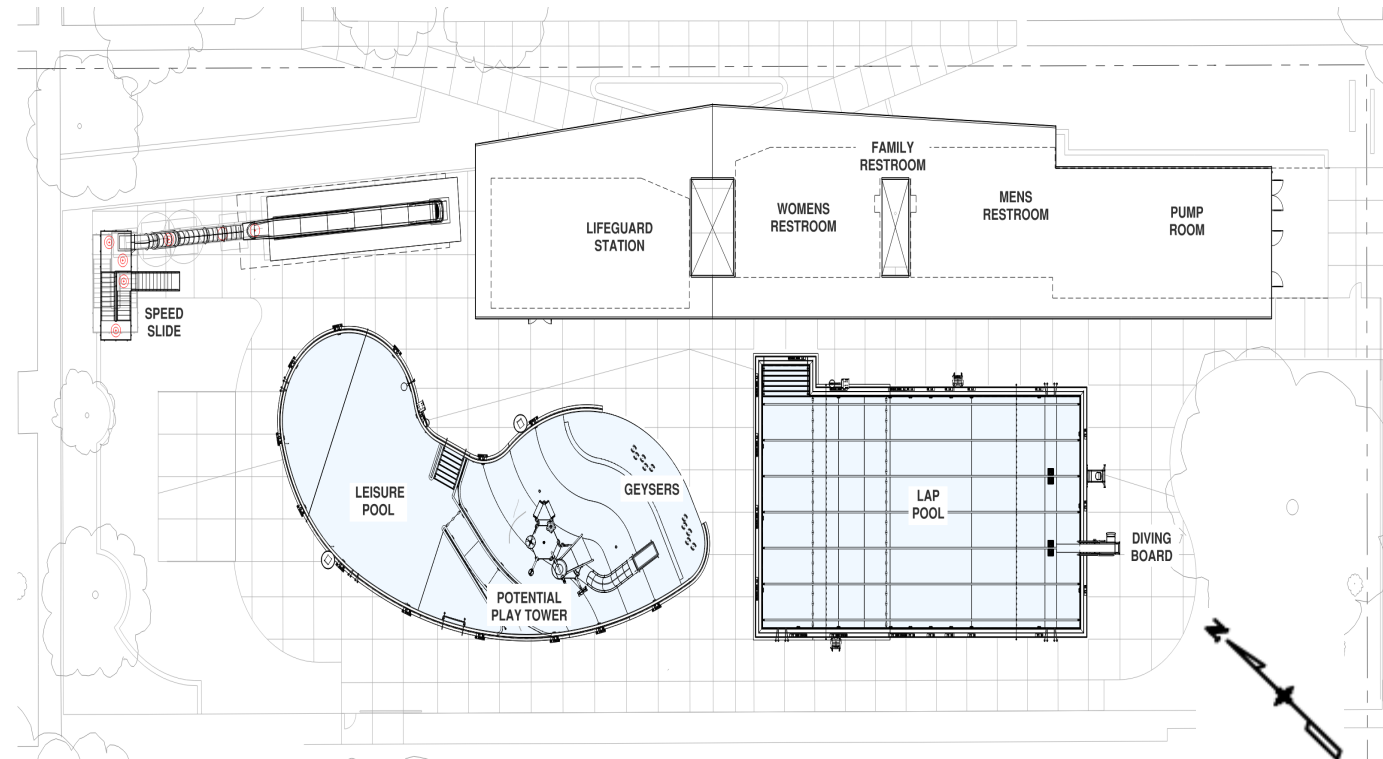 FAMILY
RESTROOM
MENS
RESTROOM
WOMENS
RESTROOM
PUMP
ROOM
LIFEGUARD
STATION
SPEED
SLIDE
GEYSERS
LEISURE
POOL
LAP
POOL
DIVING
BOARD
POTENTIAL
PLAY TOWER
N